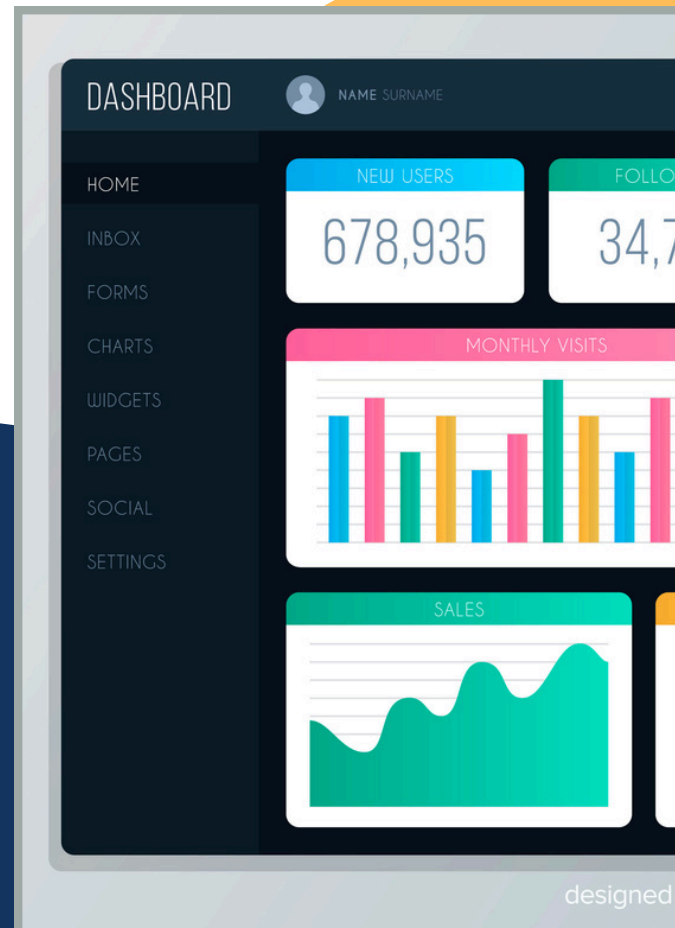 DASHBOARD
NAME SURNAME
HOME
INBOX
FORMS
CHARTS
WIDGETS
PAGES
SOCIAL
SETTINGS
NEW USERS
678,935
MONTHLY VISITS
SALES
designed